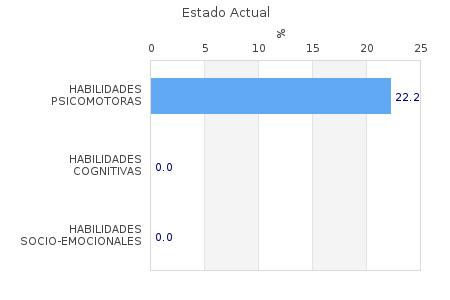 Estado Actual
%
0 5 10 15 20 25
HABILIDADES
PSICOMOTORAS
22.2
HABILIDADES
COGNITIVAS
0.0
HABILIDADES
SOCIO-EMOCIONALES
0.0